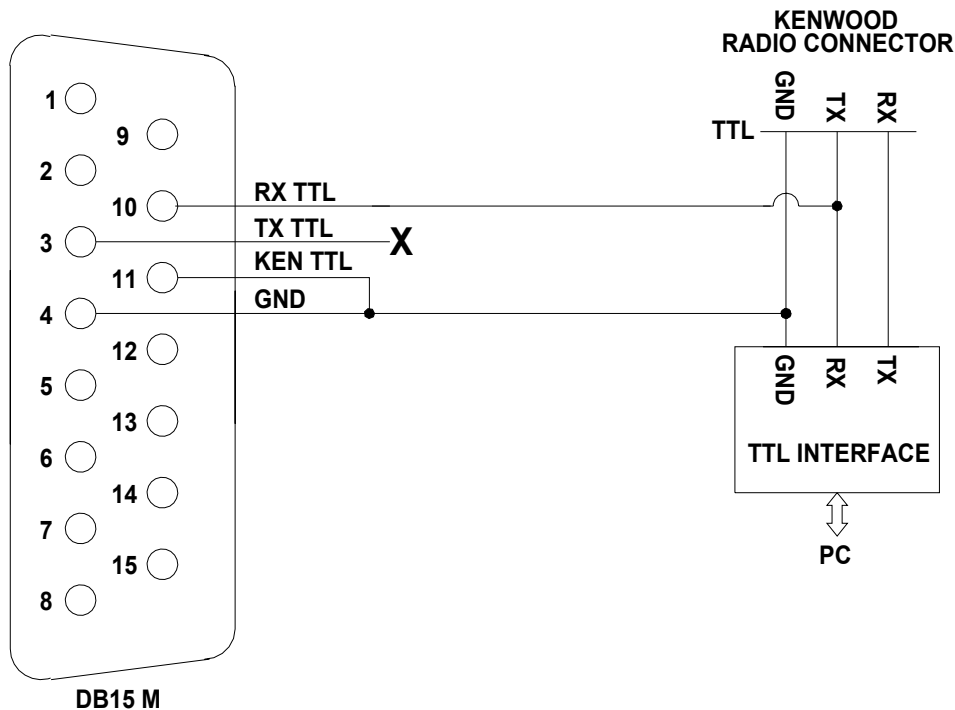 KENWOOD
RADIO CONNECTOR
GND TX RX
TTL
1
9
2
10
RX TTL
3
TX TTL
X
11
KEN TTL
4
GND
12
5
13
6
14
7
15
8
GND RX TX
TTL INTERFACE
PC
DB15 M